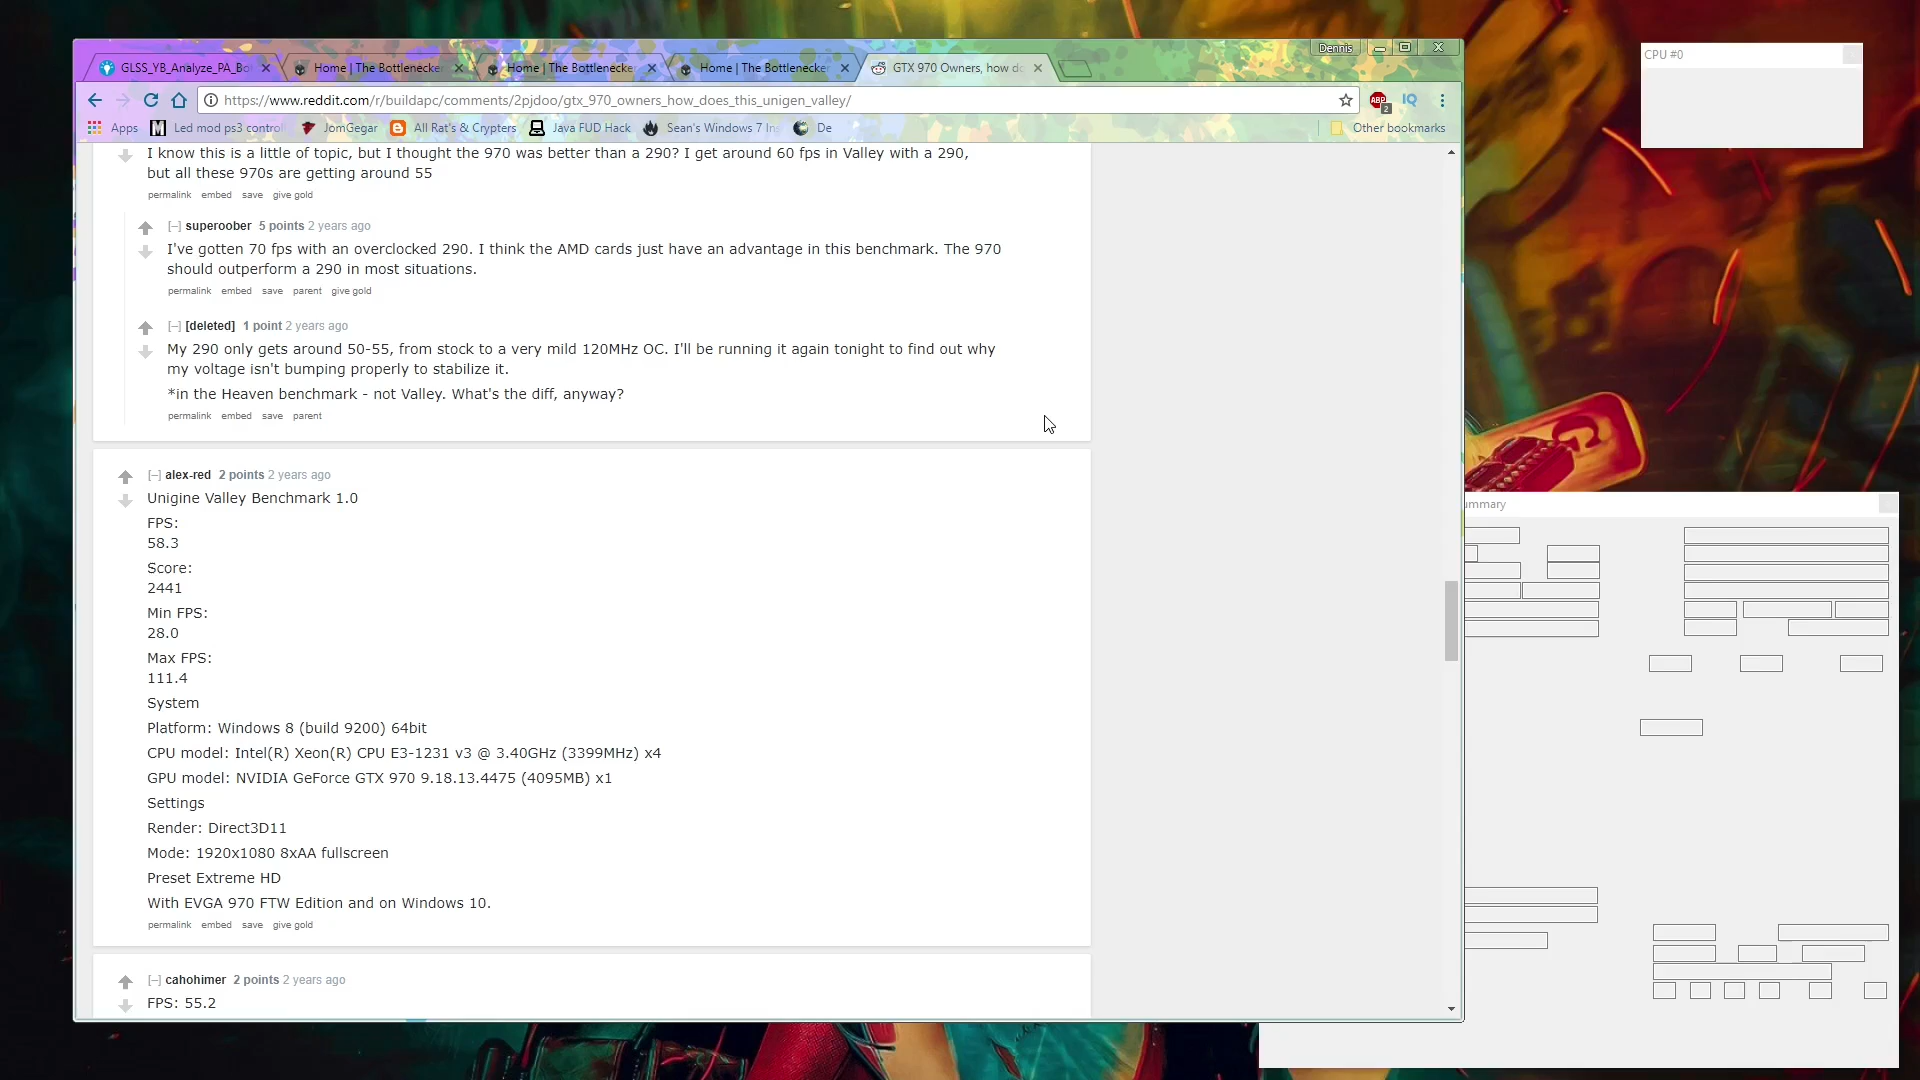 Dennis
CPU #0
GLSS_YB_Analyze_PA_Bo
Home | The Bottlenecker
Home | The Bottlenecker
Home | The Bottlenecker
GTX 970 Owners, how do
https://www.reddit.com/r/buildapc/comments/2pjdoo/gtx_970_owners_how_does_this_unigen_valley/
ABP
2
IQ
Apps
Led mod ps3 control
JomGegar
All Rat's & Crypters
Java FUD Hack
Sean's Windows 7 Ins
De
Other bookmarks
I know this is a little of topic, but I thought the 970 was better than a 290? I get around 60 fps in Valley with a 290,
but all these 970s are getting around 55
permalink embed save give gold
[–] superoober 5 points 2 years ago
I've gotten 70 fps with an overclocked 290. I think the AMD cards just have an advantage in this benchmark. The 970
should outperform a 290 in most situations.
permalink embed save parent give gold
[–] [deleted] 1 point 2 years ago
My 290 only gets around 50-55, from stock to a very mild 120MHz OC. I'll be running it again tonight to find out why
my voltage isn't bumping properly to stabilize it.
*in the Heaven benchmark - not Valley. What's the diff, anyway?
permalink embed save parent
[–] alex-red 2 points 2 years ago
Unigine Valley Benchmark 1.0
FPS:
58.3
Score:
2441
Min FPS:
28.0
Max FPS:
111.4
System
Platform: Windows 8 (build 9200) 64bit
CPU model: Intel(R) Xeon(R) CPU E3-1231 v3 @ 3.40GHz (3399MHz) x4
GPU model: NVIDIA GeForce GTX 970 9.18.13.4475 (4095MB) x1
Settings
Render: Direct3D11
Mode: 1920x1080 8xAA fullscreen
Preset Extreme HD
With EVGA 970 FTW Edition and on Windows 10.
permalink embed save give gold
[–] cahohimer 2 points 2 years ago
FPS: 55.2
ummary